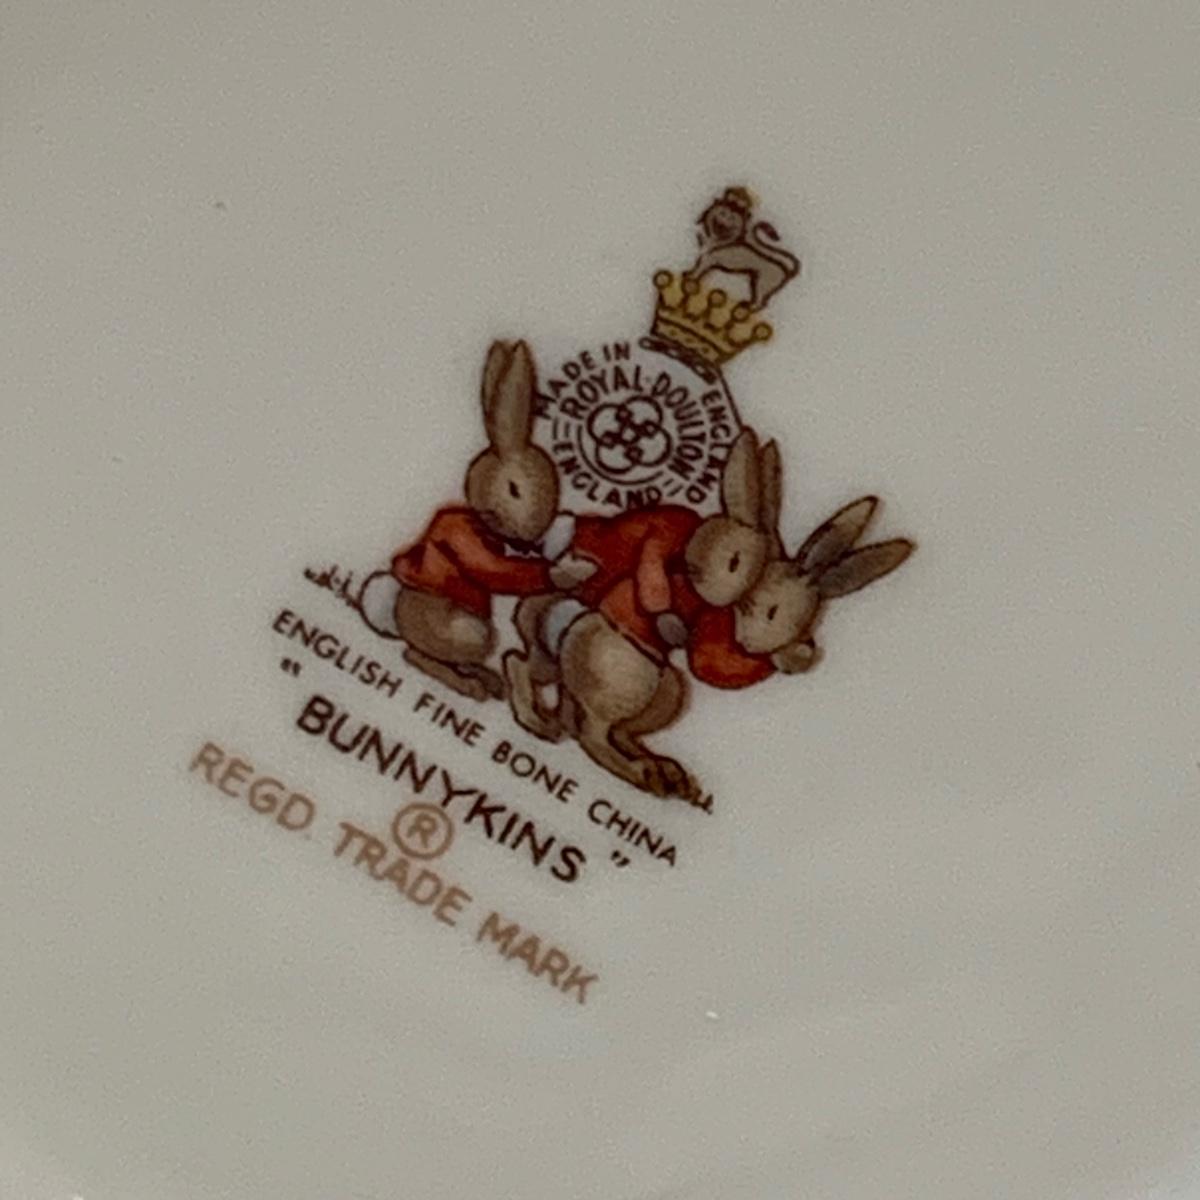 MADE IN ENGLAND
ROYAL·DOULTON
ENGLAND
ENGLISH FINE BONE CHINA
"BUNNYKINS"
®
REGD. TRADE MARK